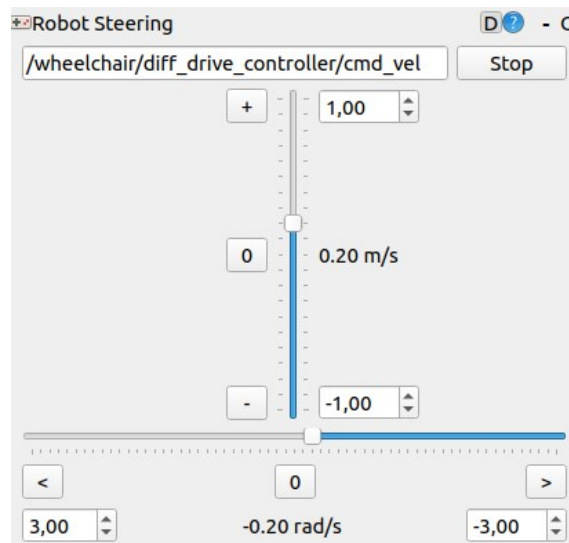 Robot Steering D ? - C
/wheelchair/diff_drive_controller/cmd_vel Stop
+ 1,00
0 0.20 m/s
- -1,00
< 0 >
3,00 -0.20 rad/s -3,00